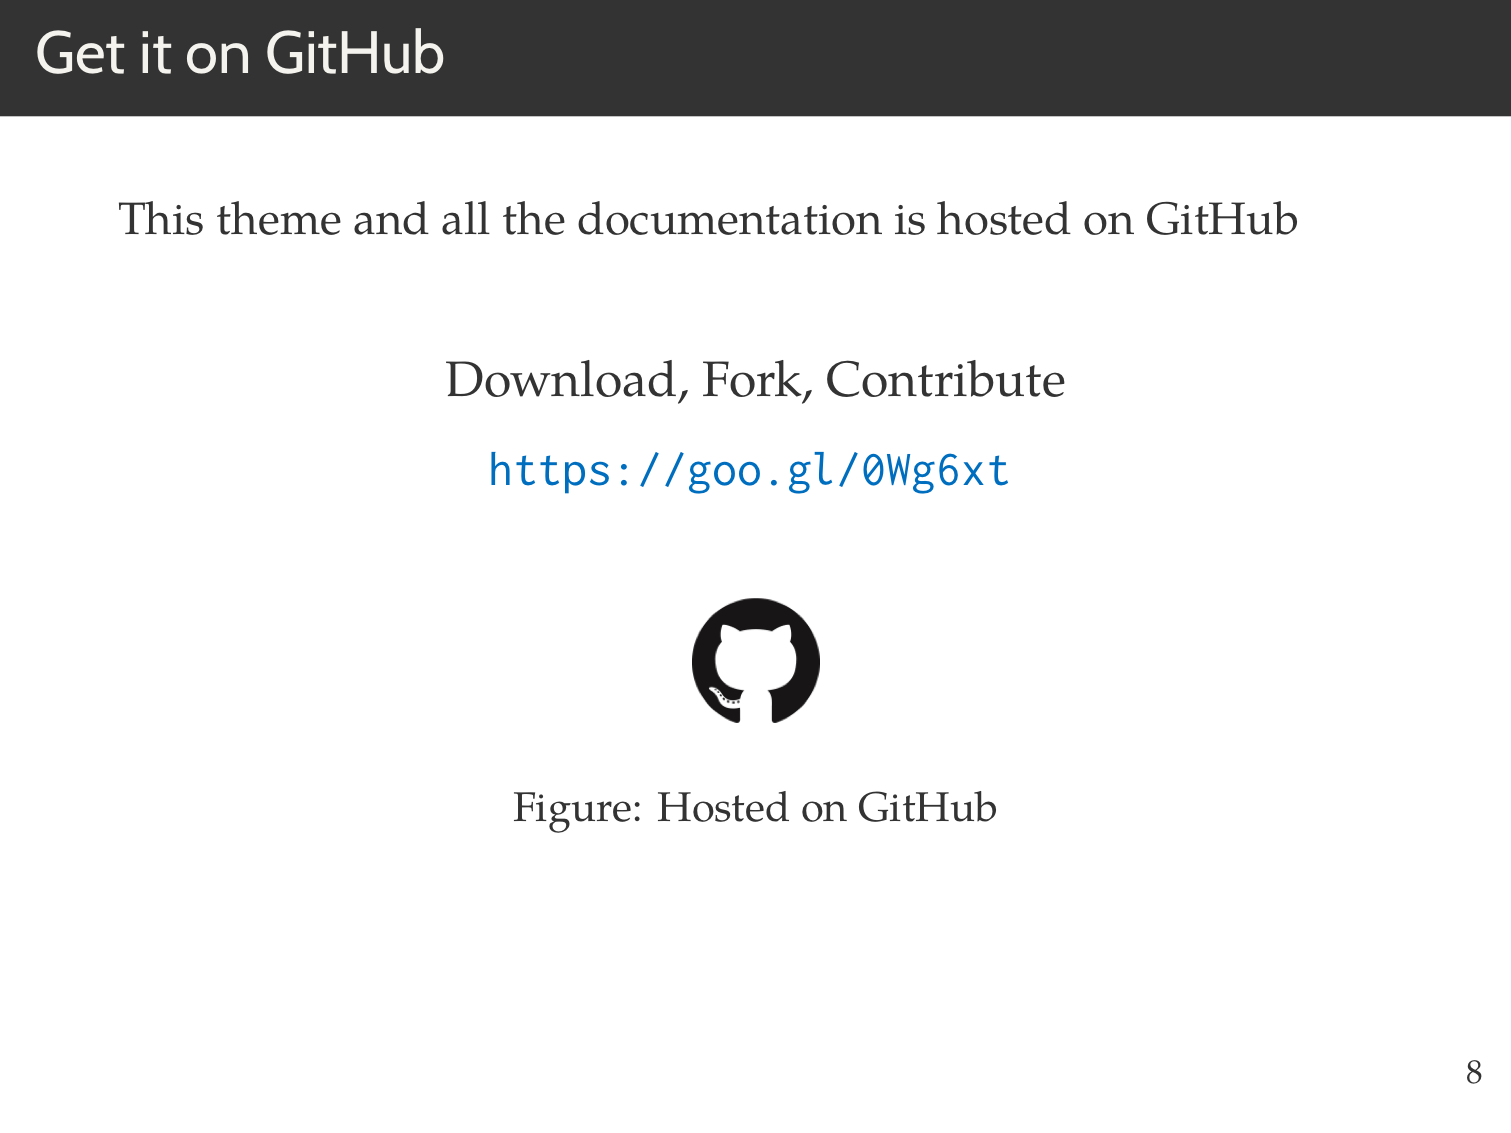 Get it on GitHub
This theme and all the documentation is hosted on GitHub
Download, Fork, Contribute
https://goo.gl/0Wg6xt
Figure: Hosted on GitHub
8